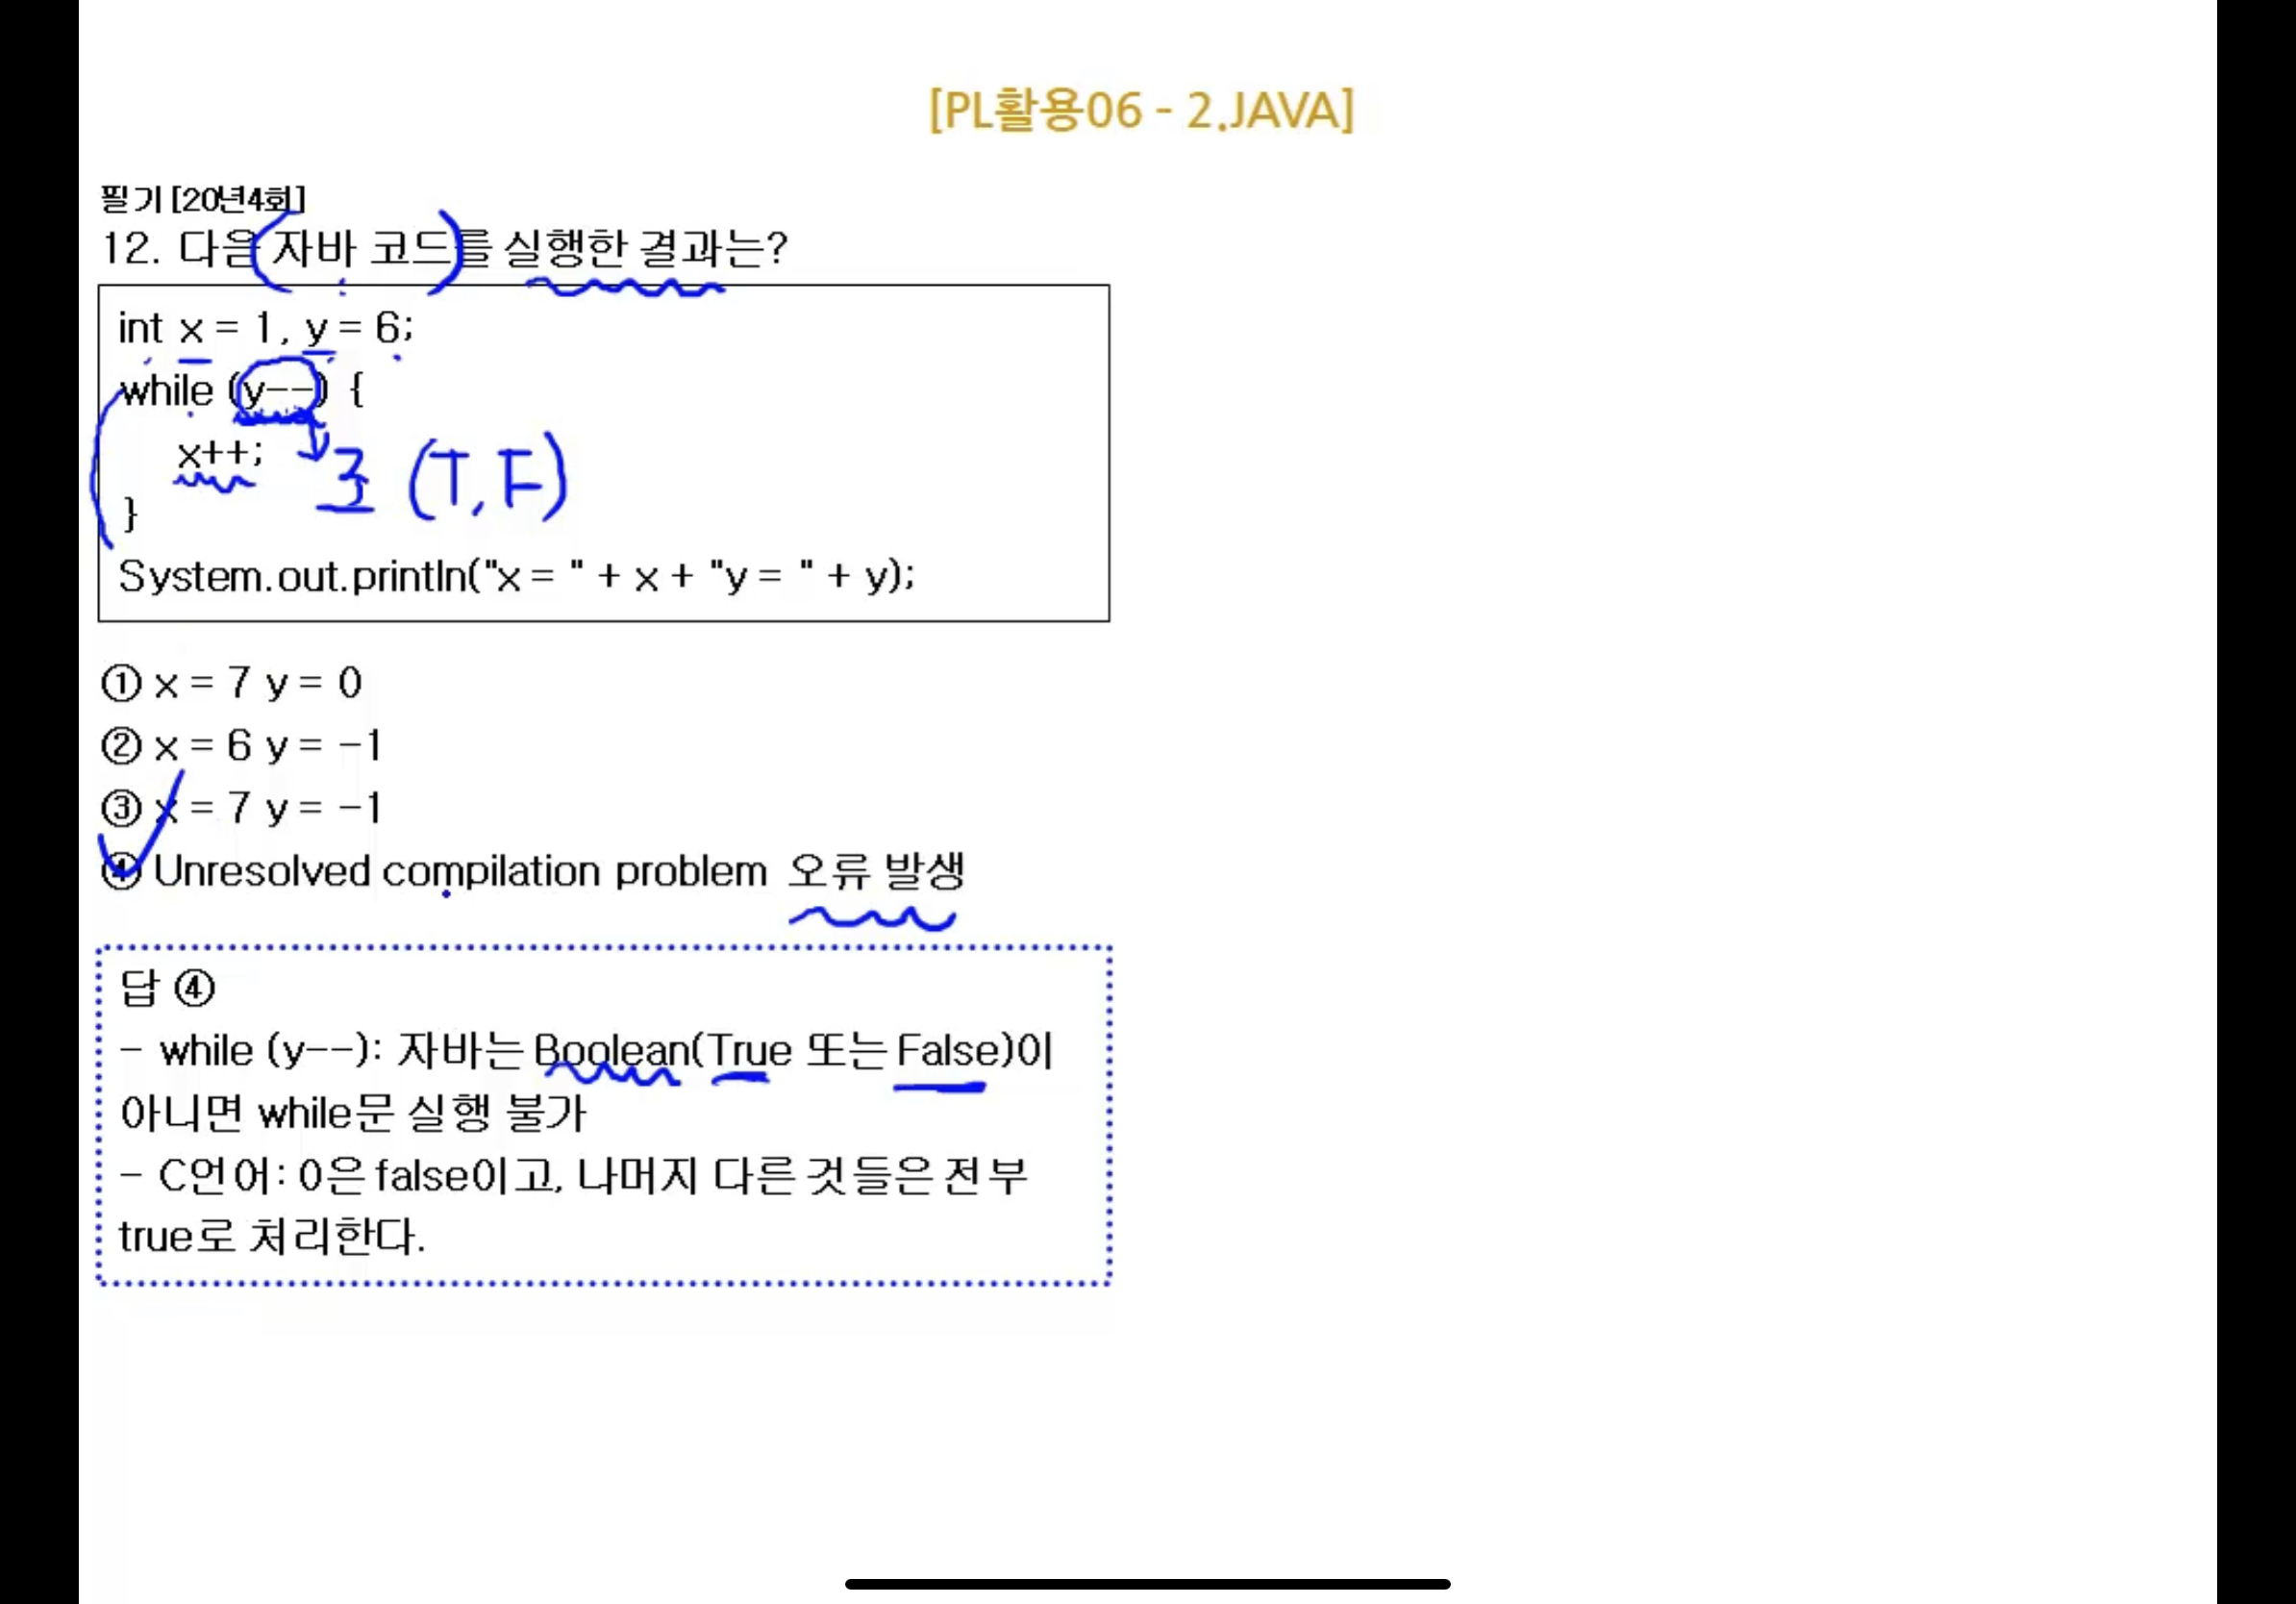 [PL활용06 - 2.JAVA]
필기[20년4회]
12. 다음 자바 코드를 실행한 결과는?
int x = 1, y = 6;
while (y--) {
x++;
조 (T, F)
}
System.out.println("x = " + x + "y = " + y);
① x = 7 y = 0
② x = 6 y = -1
③ x = 7 y = -1
④ Unresolved compilation problem 오류 발생
답 ④
- while (y--): 자바는 Boolean(True 또는 False)이
아니면 while문 실행 불가
- C언어: 0은 false이고, 나머지 다른 것들은 전부
true로 처리한다.